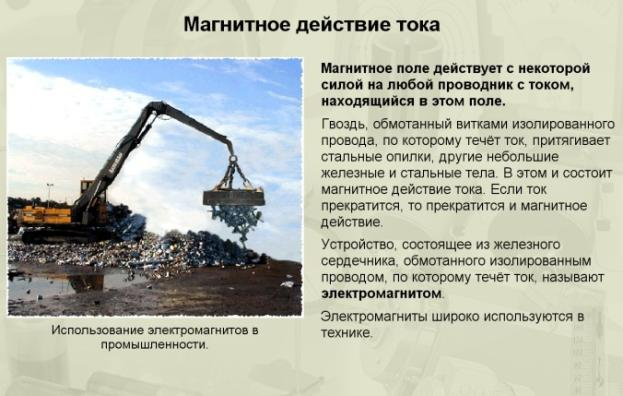 Магнитное действие тока
Магнитное поле действует с некоторой
силой на любой проводник с током,
находящийся в этом поле.
Гвоздь, обмотанный витками изолированного
провода, по которому течёт ток, притягивает
стальные опилки, другие небольшие
железные и стальные тела. В этом и состоит
магнитное действие тока. Если ток
прекратится, то прекратится и магнитное
действие.
Устройство, состоящее из железного
сердечника, обмотанного изолированным
проводом, по которому течёт ток, называют
электромагнитом.
Электромагниты широко используются в
технике.
Использование электромагнитов в
промышленности.